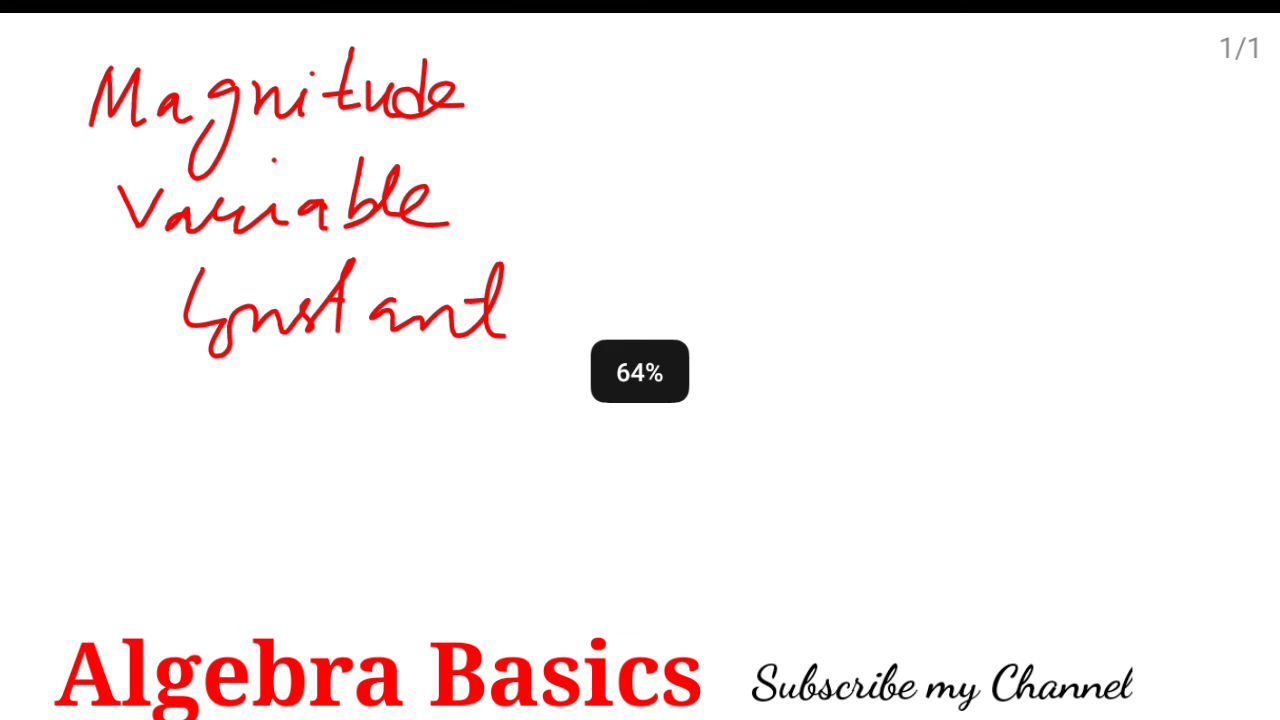 1/1
Magnitude
Variable
Constant
64%
Algebra Basics
Subscribe my Channel